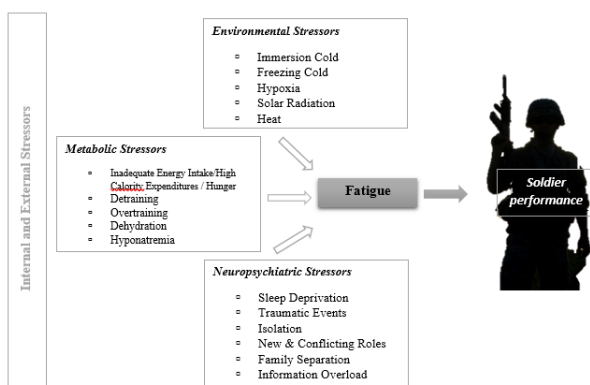 Internal and External Stressors
Environmental Stressors
Immersion Cold
Freezing Cold
Hypoxia
Solar Radiation
Heat
Metabolic Stressors
Inadequate Energy Intake/High
Calority Expenditures / Hunger
Detraining
Overtraining
Dehydration
Hyponatremia
Neuropsychiatric Stressors
Sleep Deprivation
Traumatic Events
Isolation
New & Conflicting Roles
Family Separation
Information Overload
Fatigue
Soldier
performance